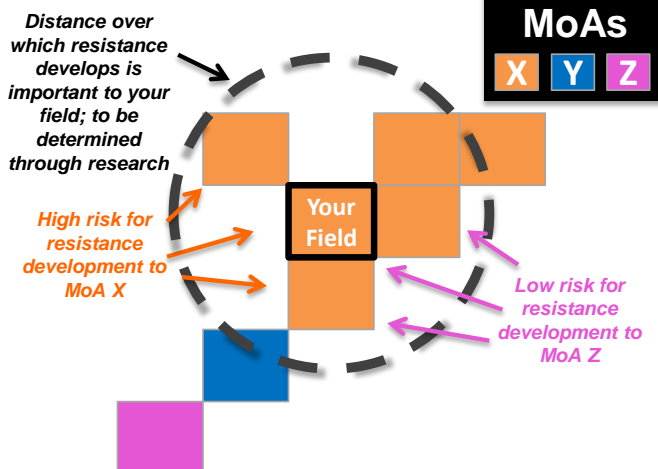 Distance over
which resistance
develops is
important to your
field; to be
determined
through research
MoAs
X Y Z
Your
Field
High risk for
resistance
development to
MoA X
Low risk for
resistance
development to
MoA Z